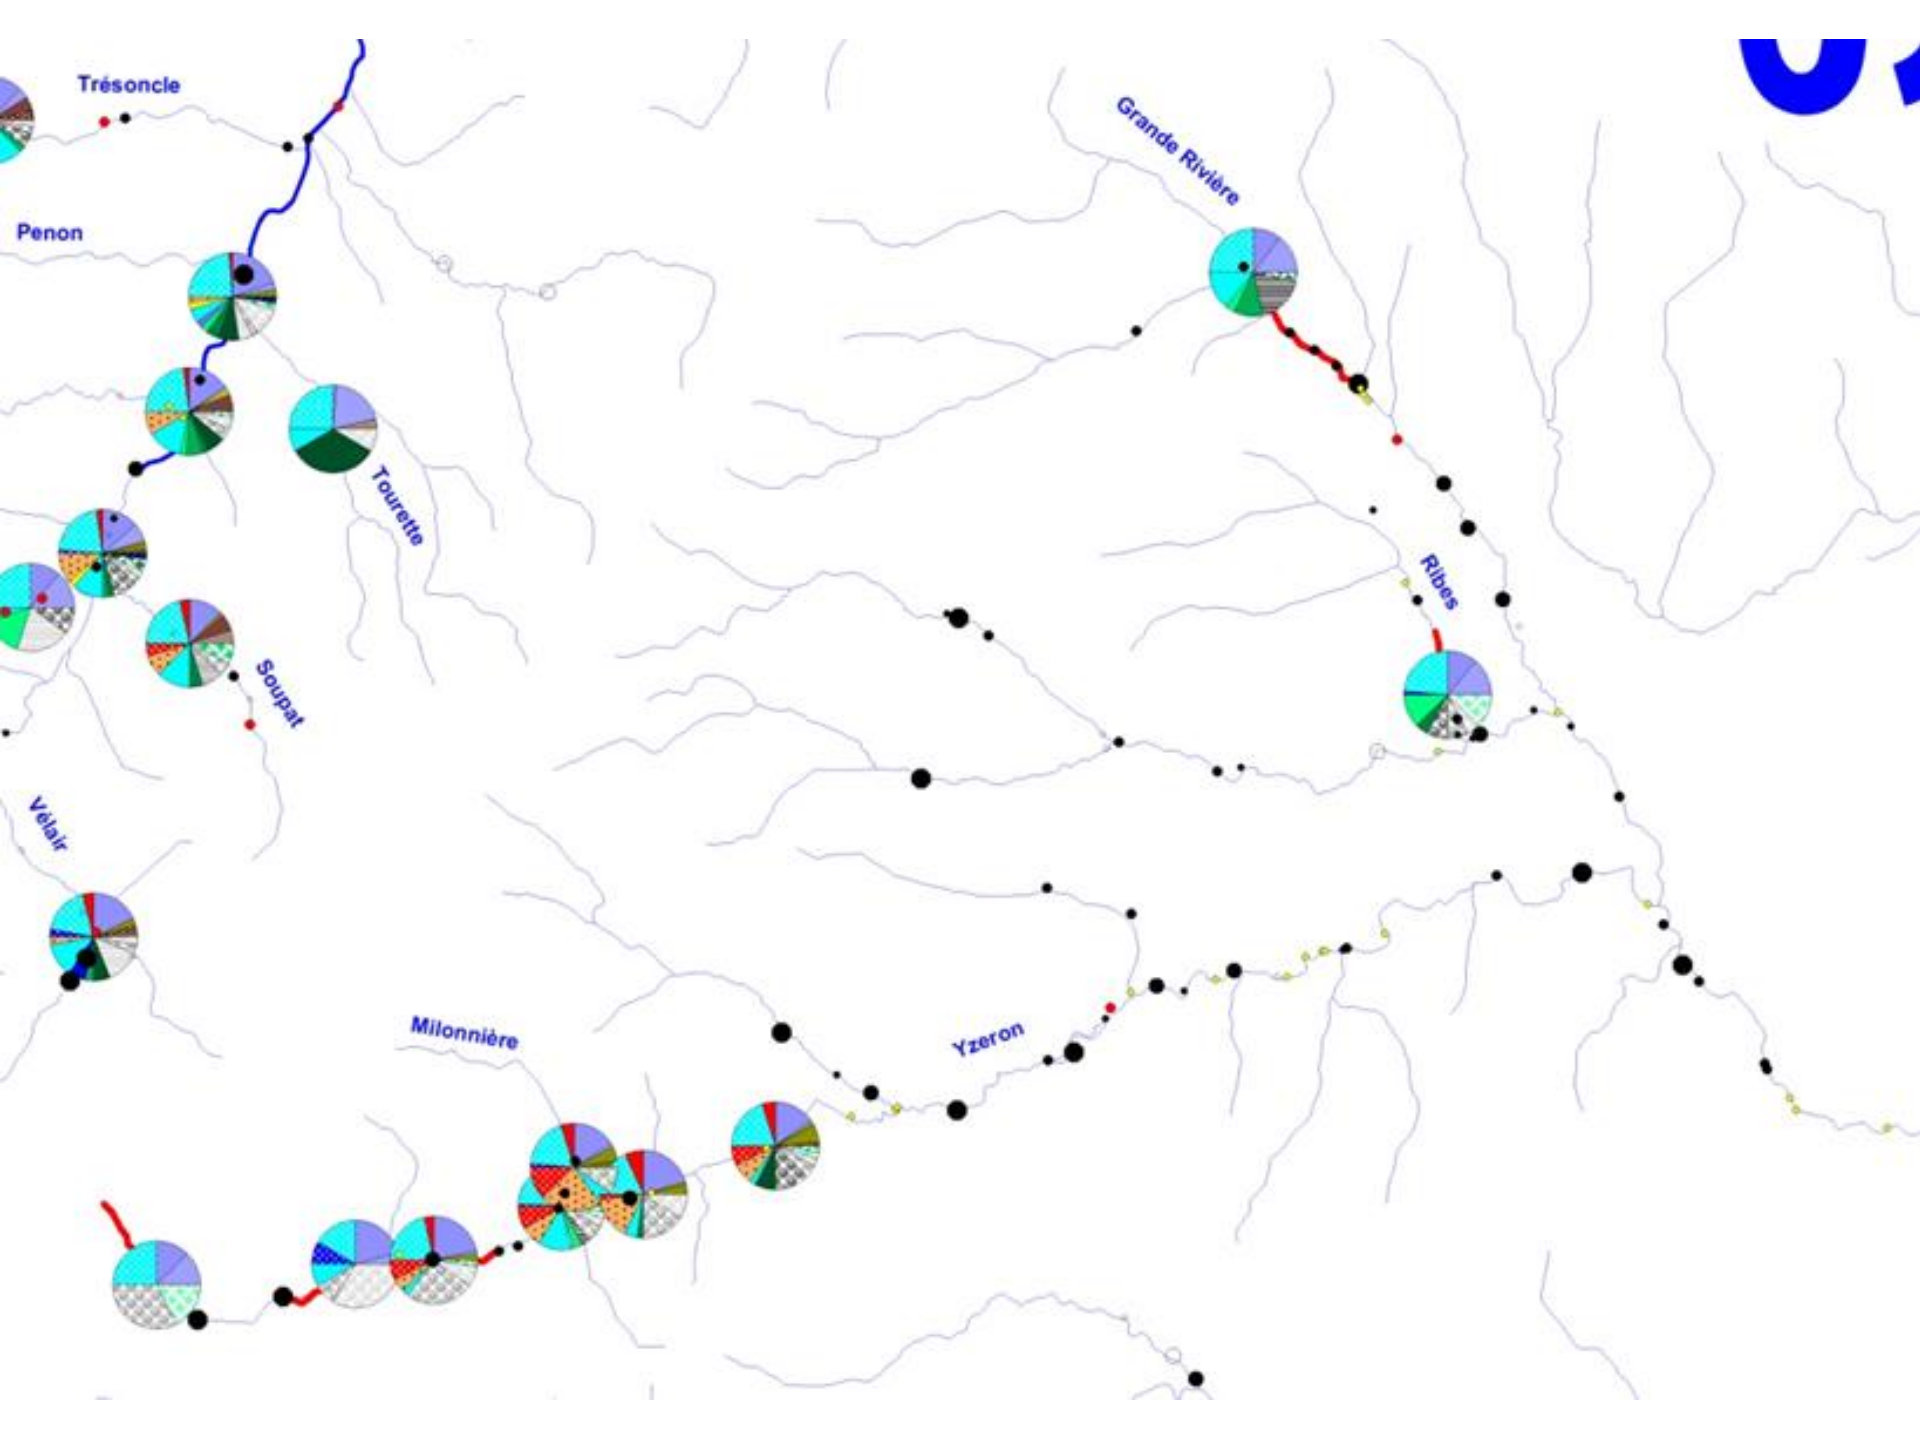 Trésoncle
Grande Rivière
Penon
Tourette
Ribes
Soupat
Vélair
Milonnière
Yzeron